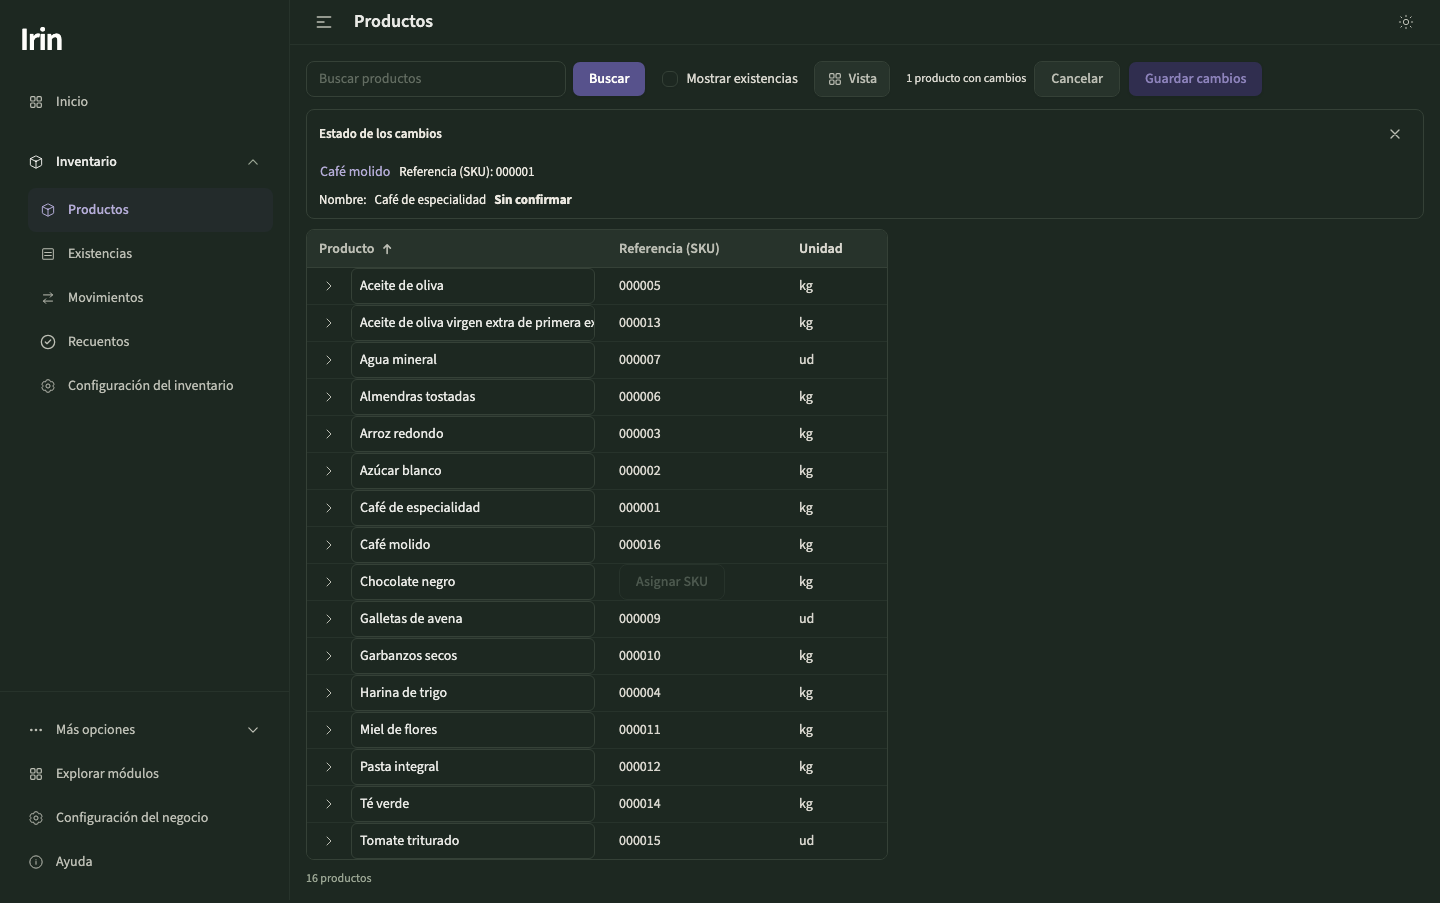 Irin
Productos
Buscar productos
Buscar
Mostrar existencias
Vista
1 producto con cambios
Cancelar
Guardar cambios
Inicio
Inventario
Productos
Existencias
Movimientos
Recuentos
Configuración del inventario
Más opciones
Explorar módulos
Configuración del negocio
Ayuda
Estado de los cambios
Café molido Referencia (SKU): 000001
Nombre: Café de especialidad Sin confirmar
Producto Referencia (SKU) Unidad
Aceite de oliva 000005 kg
Aceite de oliva virgen extra de primera 000013 kg
Agua mineral 000007 ud
Almendras tostadas 000006 kg
Arroz redondo 000003 kg
Azúcar blanco 000002 kg
Café de especialidad 000001 kg
Café molido 000016 kg
Chocolate negro Asignar SKU kg
Galletas de avena 000009 ud
Garbanzos secos 000010 kg
Harina de trigo 000004 kg
Miel de flores 000011 kg
Pasta integral 000012 kg
Té verde 000014 kg
Tomate triturado 000015 ud
16 productos